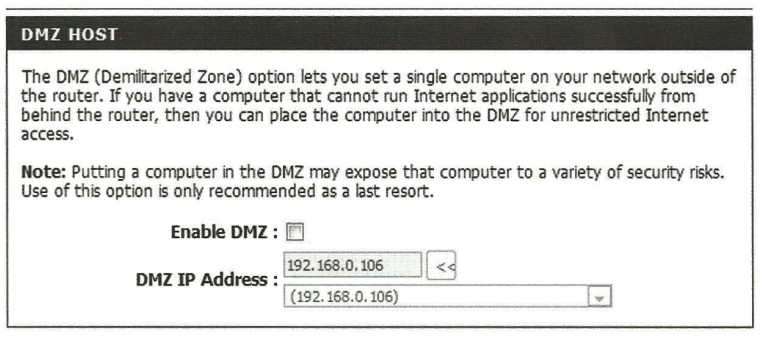 DMZ HOST
The DMZ (Demilitarized Zone) option lets you set a single computer on your network outside of
the router. If you have a computer that cannot run Internet applications successfully from
behind the router, then you can place the computer into the DMZ for unrestricted Internet
access.
Note: Putting a computer in the DMZ may expose that computer to a variety of security risks.
Use of this option is only recommended as a last resort.
Enable DMZ :
DMZ IP Address :
192.168.0.106
<<
(192.168.0.106)